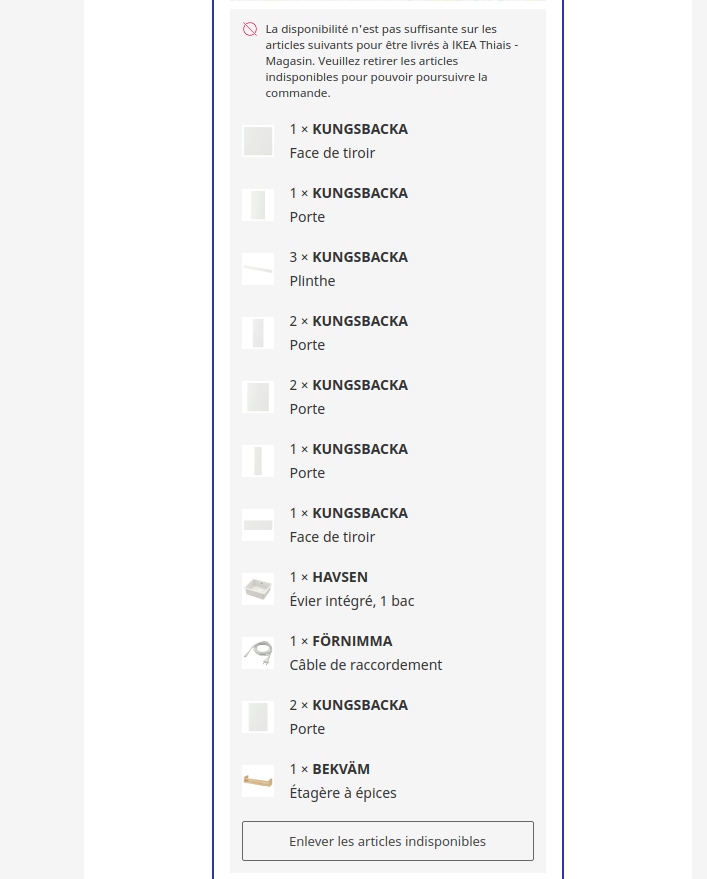 La disponibilité n'est pas suffisante sur les
articles suivants pour être livrés à IKEA Thiais -
Magasin. Veuillez retirer les articles
indisponibles pour pouvoir poursuivre la
commande.
1 × KUNGSBACKA
Face de tiroir
1 × KUNGSBACKA
Porte
3 × KUNGSBACKA
Plinthe
2 × KUNGSBACKA
Porte
2 × KUNGSBACKA
Porte
1 × KUNGSBACKA
Porte
1 × KUNGSBACKA
Face de tiroir
1 × HAVSEN
Évier intégré, 1 bac
1 × FÖRNIMMA
Câble de raccordement
2 × KUNGSBACKA
Porte
1 × BEKVÄM
Étagère à épices
Enlever les articles indisponibles